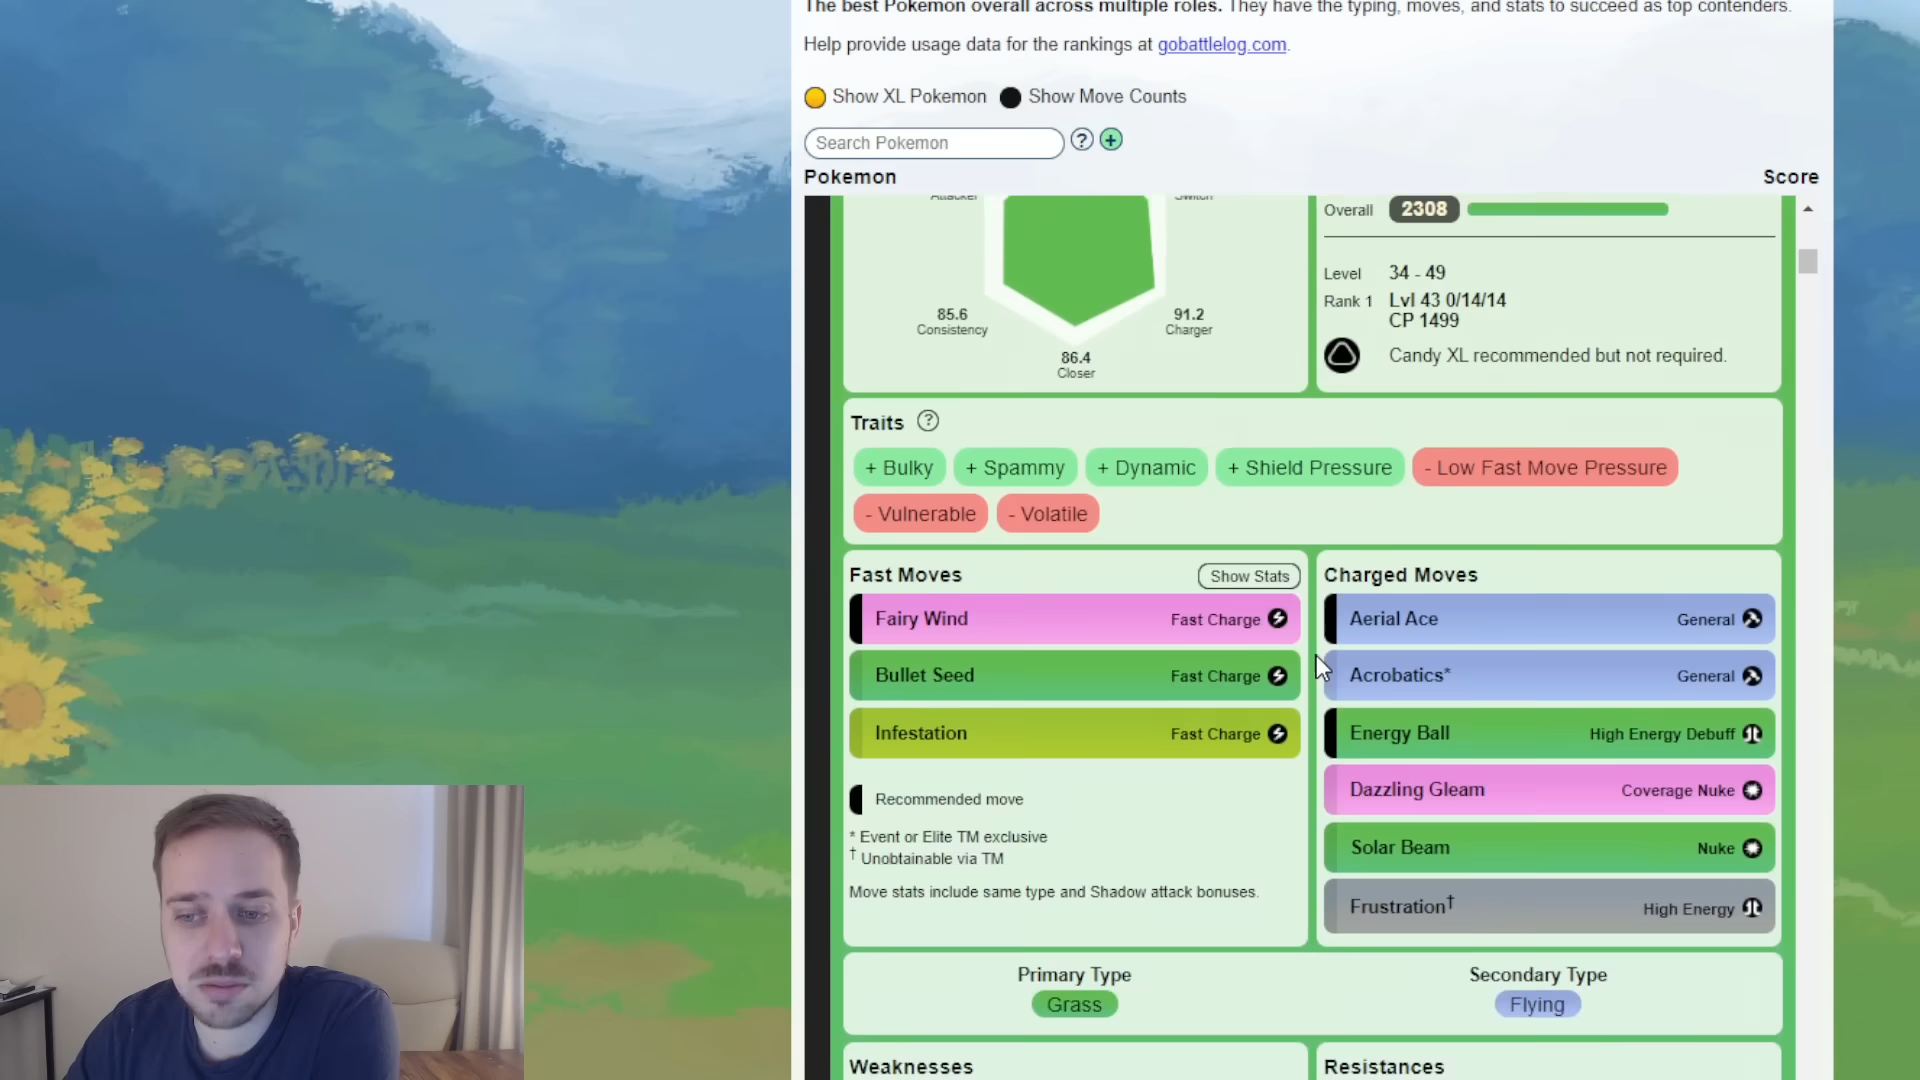 The best Pokemon overall across multiple roles. They have the typing, moves, and stats to succeed as top contenders.
Help provide usage data for the rankings at gobattlelog.com.
Show XL Pokemon Show Move Counts
Search Pokemon ? +
Pokemon Score
Attacker Switch
85.6
Consistency
91.2
Charger
86.4
Closer
Overall 2308
Level 34 - 49
Rank 1 Lvl 43 0/14/14
CP 1499
Candy XL recommended but not required.
Traits ?
+ Bulky + Spammy + Dynamic + Shield Pressure - Low Fast Move Pressure
- Vulnerable - Volatile
Fast Moves Show Stats
Fairy Wind Fast Charge
Bullet Seed Fast Charge
Infestation Fast Charge
Recommended move
* Event or Elite TM exclusive
† Unobtainable via TM
Move stats include same type and Shadow attack bonuses.
Charged Moves
Aerial Ace General
Acrobatics* General
Energy Ball High Energy Debuff
Dazzling Gleam Coverage Nuke
Solar Beam Nuke
Frustration† High Energy
Primary Type
Grass
Secondary Type
Flying
Weaknesses
Resistances